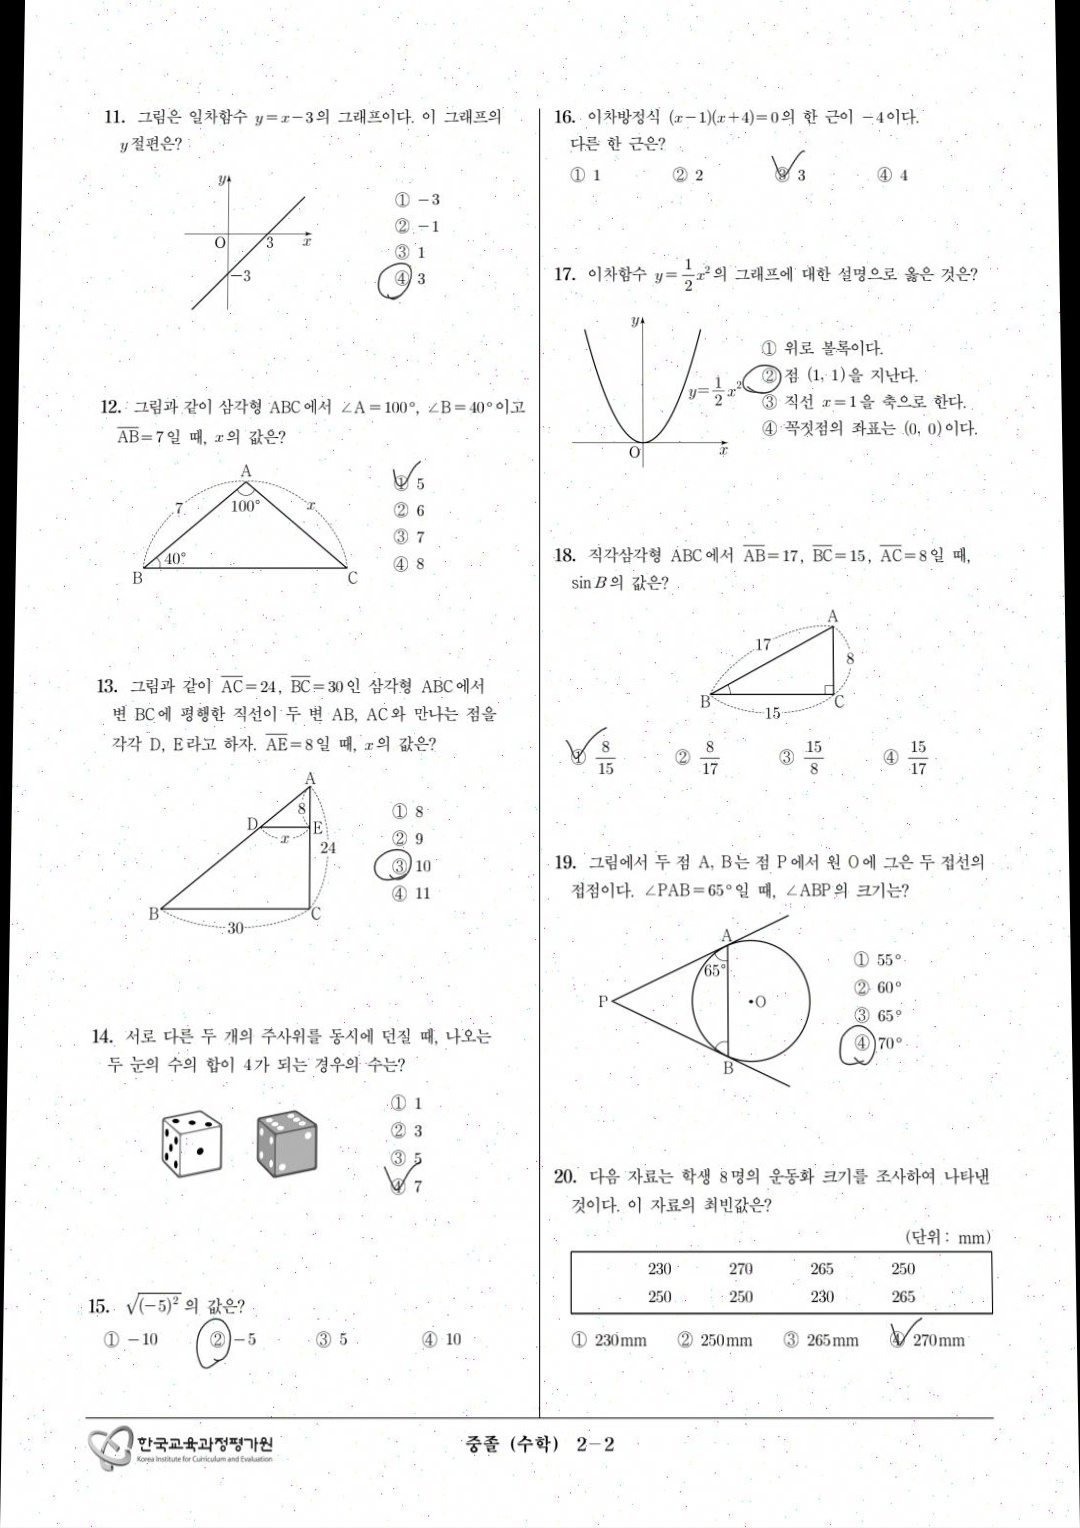 11. 그림은 일차함수 y=x-3의 그래프이다. 이 그래프의
y절편은?
y
O
3
x
-3
① -3
② -1
③ 1
④ 3
12. 그림과 같이 삼각형 ABC에서 ∠A=100°, ∠B=40°이고
AB=7일 때, x의 값은?
A
7
100°
x
40°
B
C
① 5
② 6
③ 7
④ 8
13. 그림과 같이 AC=24, BC=30인 삼각형 ABC에서
변 BC에 평행한 직선이 두 변 AB, AC와 만나는 점을
각각 D, E라고 하자. AE=8일 때, x의 값은?
A
8
D
E
x
24
B
C
30
① 8
② 9
③ 10
④ 11
14. 서로 다른 두 개의 주사위를 동시에 던질 때, 나오는
두 눈의 수의 합이 4가 되는 경우의 수는?
① 1
② 3
③ 5
④ 7
15. √(-5)² 의 값은?
① -10 ② -5 ③ 5 ④ 10
16. 이차방정식 (x-1)(x+4)=0의 한 근이 -4이다.
다른 한 근은?
① 1 ② 2 ③ 3 ④ 4
17. 이차함수 y=1/2x²의 그래프에 대한 설명으로 옳은 것은?
y
y=1/2x²
O
x
① 위로 볼록이다.
② 점 (1, 1)을 지난다.
③ 직선 x=1을 축으로 한다.
④ 꼭짓점의 좌표는 (0, 0)이다.
18. 직각삼각형 ABC에서 AB=17, BC=15, AC=8일 때,
sin B의 값은?
A
17
8
B
C
15
① 8/15 ② 8/17 ③ 15/8 ④ 15/17
19. 그림에서 두 점 A, B는 점 P에서 원 O에 그은 두 접선의
접점이다. ∠PAB=65°일 때, ∠ABP의 크기는?
A
65°
P
O
B
① 55°
② 60°
③ 65°
④ 70°
20. 다음 자료는 학생 8명의 운동화 크기를 조사하여 나타낸
것이다. 이 자료의 최빈값은?
(단위: mm)
230 270 265 250
250 250 230 265
① 230mm ② 250mm ③ 265mm ④ 270mm
한국교육과정평가원
Korea Institute for Curriculum and Evaluation
중졸 (수학) 2-2